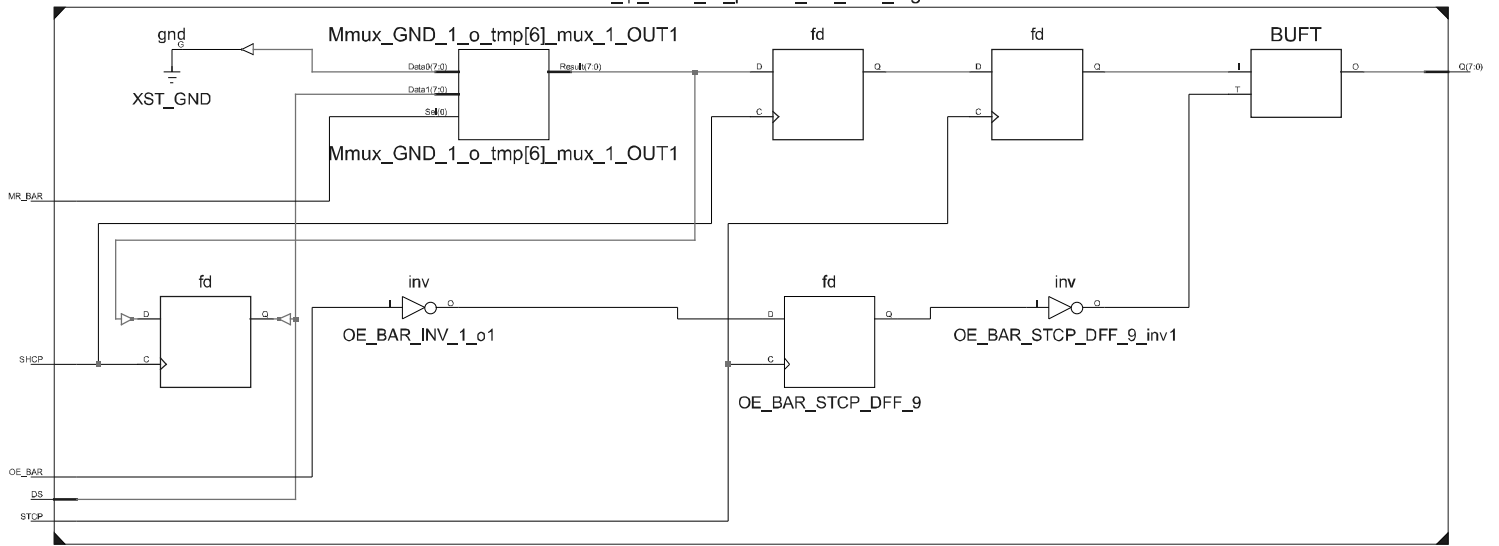 gnd
G
XST_GND
Mmux_GND_1_o_tmp[6]_mux_1_OUT1
Data0(7:0)
Data1(7:0)
Sel(0)
Result(7:0)
Mmux_GND_1_o_tmp[6]_mux_1_OUT1
fd
D
Q
C
fd
D
Q
C
BUFT
I
O
T
Q(7:0)
MR_BAR
fd
D
Q
C
SHCP
inv
I
O
OE_BAR_INV_1_o1
fd
D
Q
C
OE_BAR_STCP_DFF_9
inv
I
O
OE_BAR_STCP_DFF_9_inv1
OE_BAR
DS
STCP